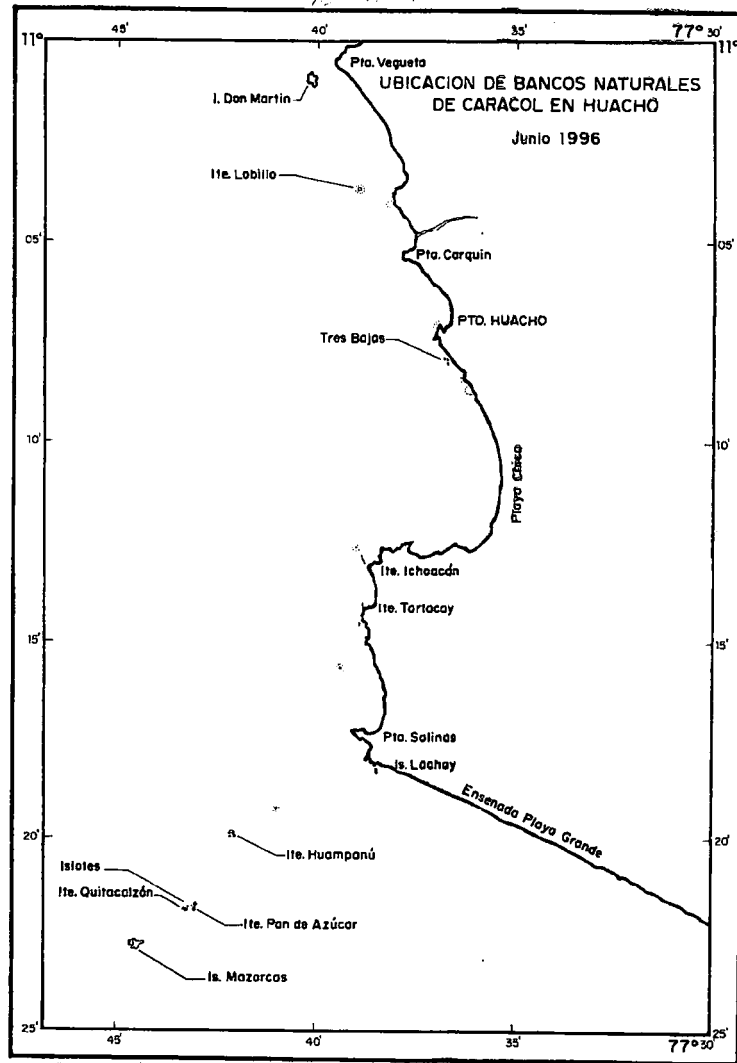 45'
40'
35'
77° 30'
11°
11°
Pta. Vegueta
I. Don Martín
UBICACION DE BANCOS NATURALES
DE CARACOL EN HUACHO
Junio 1996
Ite. Lobillo
05'
05'
Pta. Carquin
PTO. HUACHO
Tres Bajas
10'
10'
Playa Chica
Ite. Ichoacán
Ite. Tartacay
15'
15'
Pta. Salinas
Is. Lachay
Ensenada Playa Grande
20'
20'
Ite. Huampanú
Islotes
Ite. Quitacalzón
Ite. Pan de Azúcar
Is. Mazorcas
25'
25'
45'
40'
35'
77° 30'